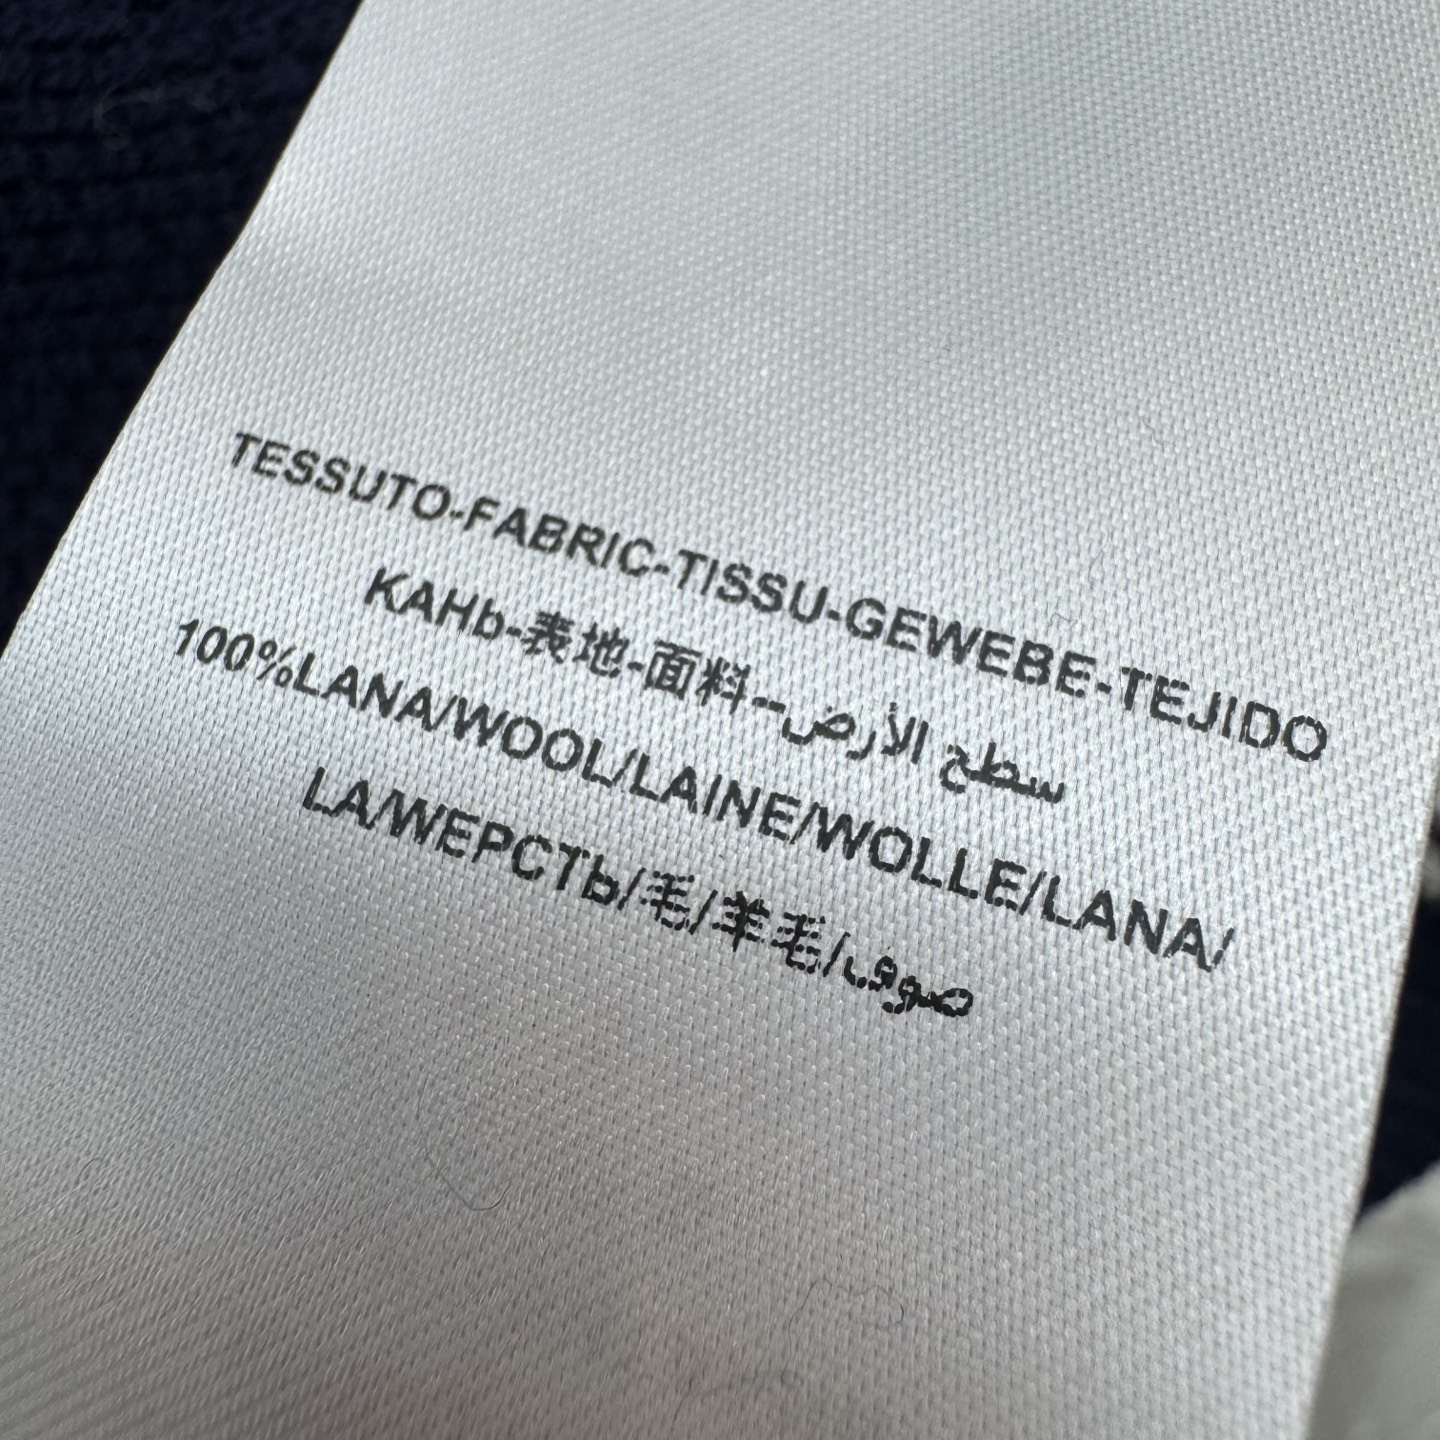 TESSUTO-FABRIC-TISSU-GEWEBE-TEJIDO
KAHb-表地-面料--سطح الأرض
100%LANA/WOOL/LAINE/WOLLE/LANA/
LA/WEPCTb/毛/羊毛/صوف